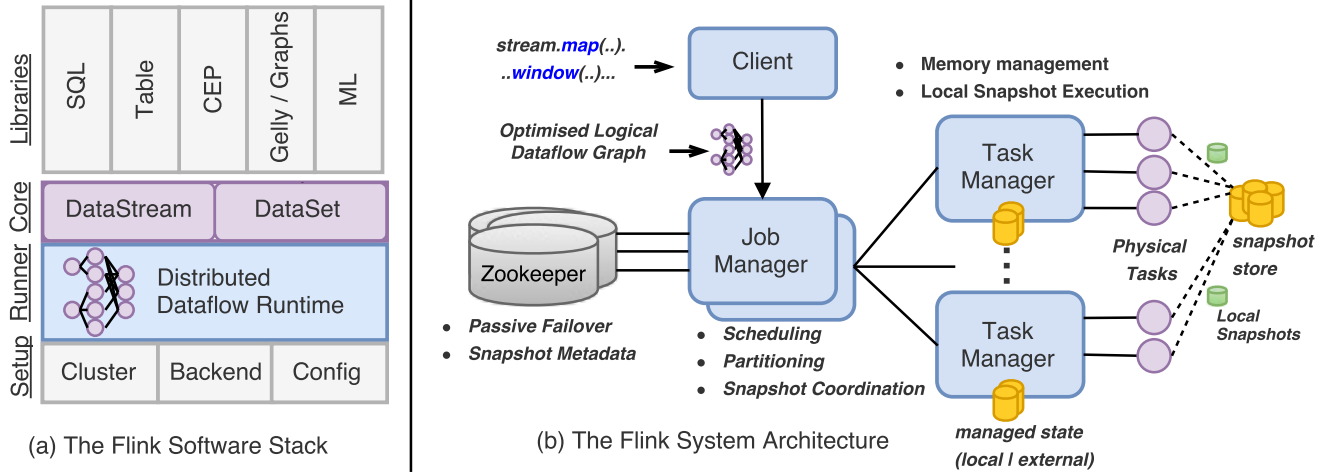 Libraries
SQL
Table
CEP
Gelly / Graphs
ML
Core
DataStream
DataSet
Runner
Distributed
Dataflow Runtime
Setup
Cluster
Backend
Config
(a) The Flink Software Stack
stream.map(..).
..window(..)...
Client
Optimised Logical
Dataflow Graph
Zookeeper
Passive Failover
Snapshot Metadata
Job
Manager
Scheduling
Partitioning
Snapshot Coordination
Memory management
Local Snapshot Execution
Task
Manager
Physical
Tasks
snapshot
store
Task
Manager
Local
Snapshots
managed state
(local | external)
(b) The Flink System Architecture